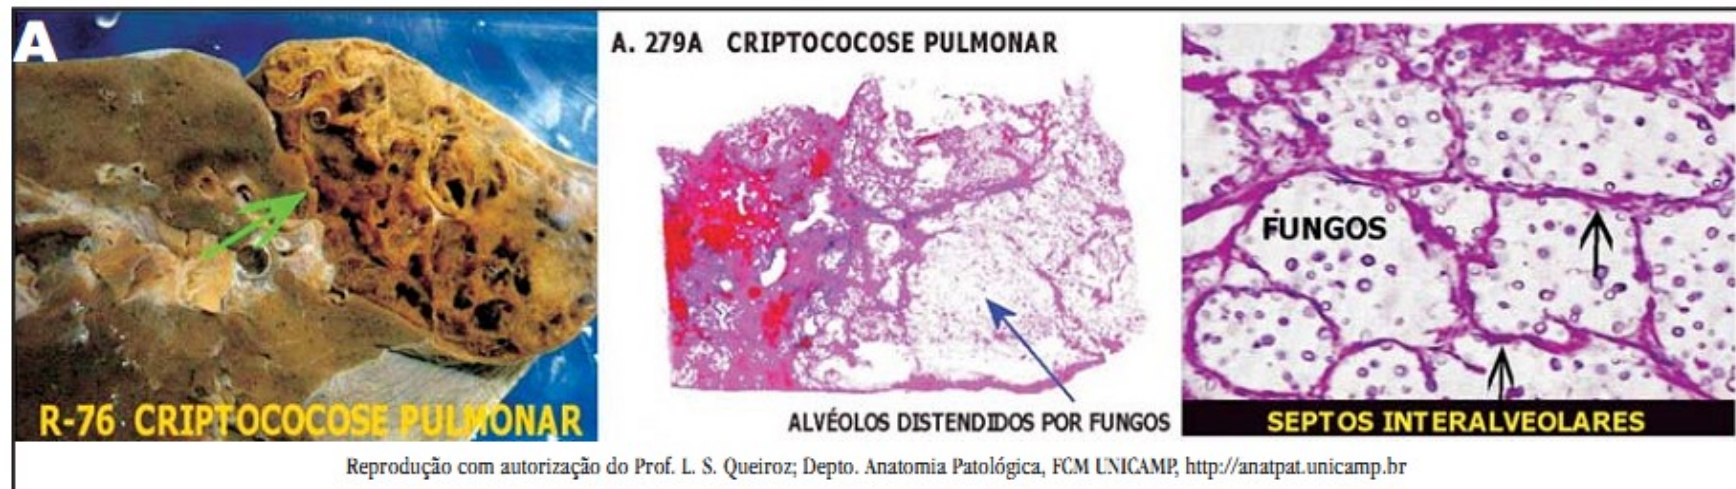 A
R-76 CRIPTOCOCOSE PULMONAR
A. 279A CRIPTOCOCOSE PULMONAR
ALVÉOLOS DISTENDIDOS POR FUNGOS
FUNGOS
SEPTOS INTERALVEOLARES
Reprodução com autorização do Prof. L. S. Queiroz; Depto. Anatomia Patológica, FCM UNICAMP, http://anatpat.unicamp.br